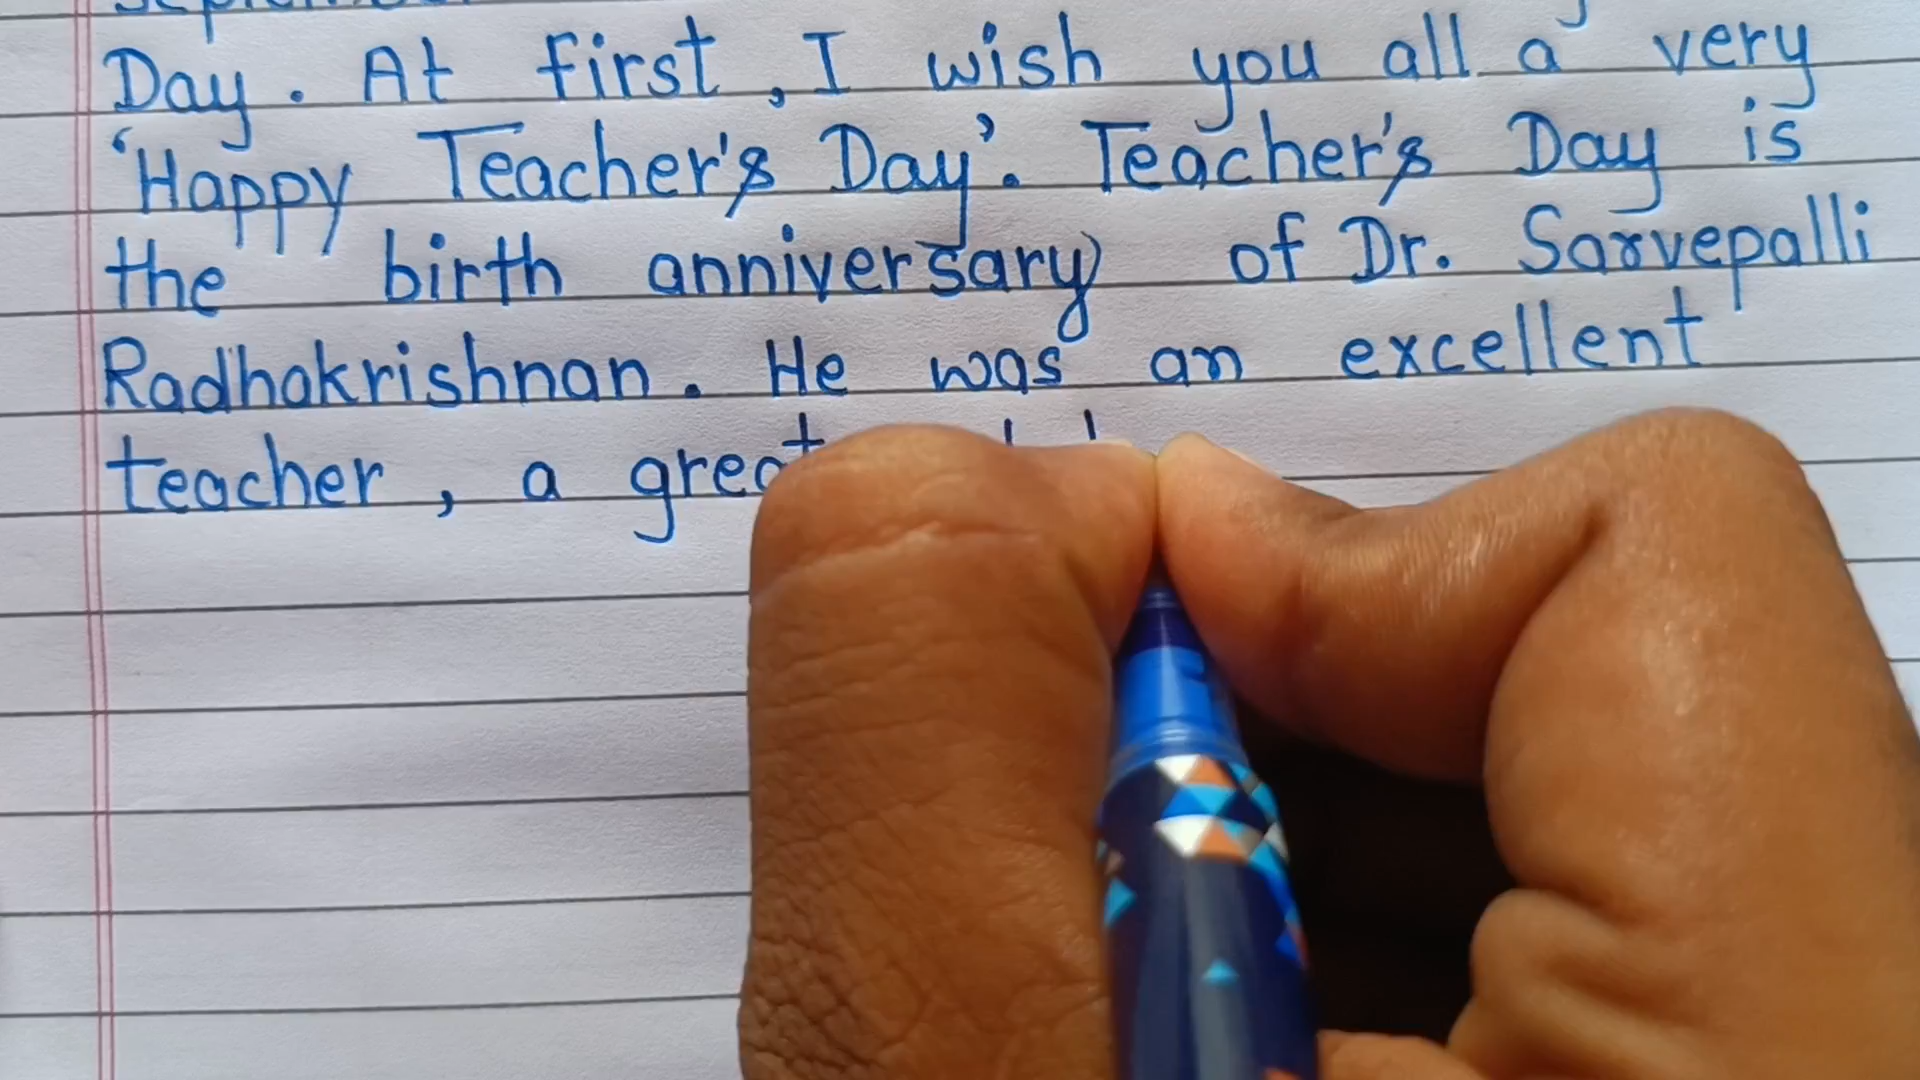 Day. At first, I wish you all a very
'Happy Teacher's Day'. Teacher's Day is
the birth anniversary of Dr. Sarvepalli
Radhakrishnan. He was an excellent
teacher, a great